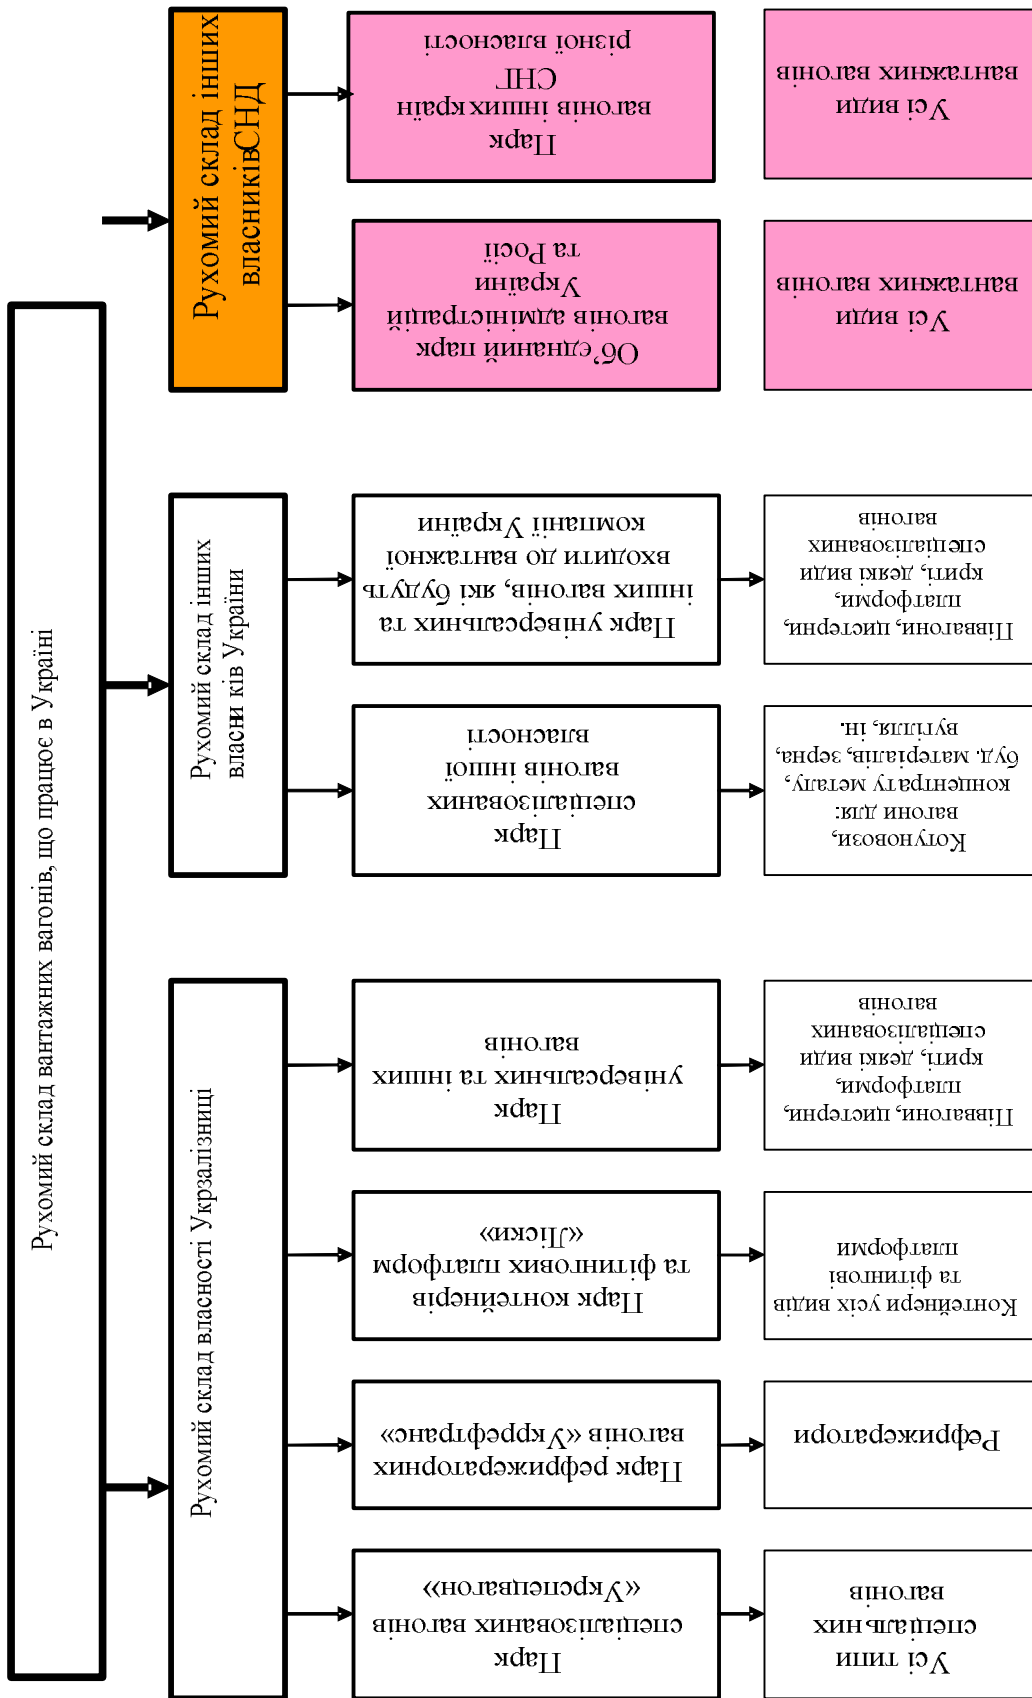 Рухомий склад вантажних вагонів, що працює в Україні
Рухомий склад власності Укрзалізниці
Рухомий склад інших
власни ків України
Рухомий склад інших
власниківСНД
Парк
спеціалізованих вагонів
«Укрспецвагон»
Парк рефрижераторних
вагонів «Укррефтранс»
Парк контейнерів
та фітингових платформ
«Ліски»
Парк
універсальних та інших
вагонів
Парк
спеціалізованих
вагонів іншої
власності
Парк універсальних та
інших вагонів, які будуть
входити до вантажної
компанії України
Об’єднаний парк
вагонів адміністрацій
України
та Росії
Парк
вагонів інших країн
СНГ
різної власності
Усі типи
спеціальних
вагонів
Рефрижератори
Контейнери усіх видів
та фітингові
платформи
Піввагони, цистерни,
платформи,
криті, деякі види
спеціалізованих
вагонів
Котуновози,
вагони для:
концентрату металу,
буд. матеріалів, зерна,
вугілля, ін.
Піввагони, цистерни,
платформи,
криті, деякі види
спеціалізованих
вагонів
Усі види
вантажних вагонів
Усі види
вантажних вагонів